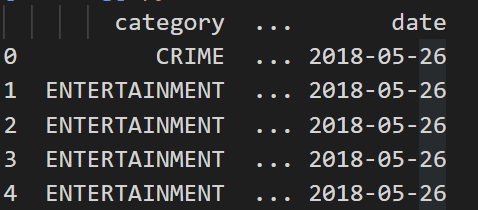 category ... date
0 CRIME ... 2018-05-26
1 ENTERTAINMENT ... 2018-05-26
2 ENTERTAINMENT ... 2018-05-26
3 ENTERTAINMENT ... 2018-05-26
4 ENTERTAINMENT ... 2018-05-26